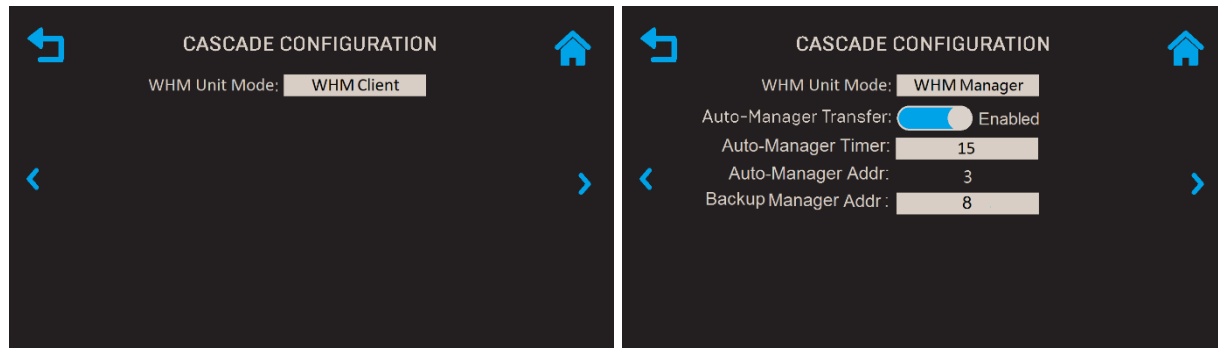 CASCADE CONFIGURATION
WHM Unit Mode: WHM Client
CASCADE CONFIGURATION
WHM Unit Mode: WHM Manager
Auto-Manager Transfer: Enabled
Auto-Manager Timer: 15
Auto-Manager Addr: 3
Backup Manager Addr : 8